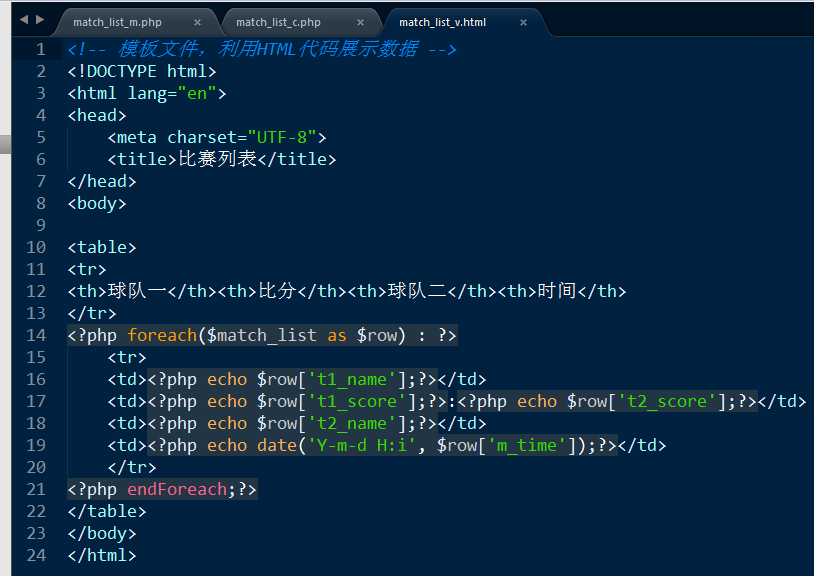 match_list_m.php × match_list_c.php × match_list_v.html ×
1 <!-- 模板文件，利用HTML代码展示数据 -->
2 <!DOCTYPE html>
3 <html lang="en">
4 <head>
5     <meta charset="UTF-8">
6     <title>比赛列表</title>
7 </head>
8 <body>
9
10 <table>
11 <tr>
12 <th>球队一</th><th>比分</th><th>球队二</th><th>时间</th>
13 </tr>
14 <?php foreach($match_list as $row) : ?>
15     <tr>
16     <td><?php echo $row['t1_name'];?></td>
17     <td><?php echo $row['t1_score'];?>:<?php echo $row['t2_score'];?></td>
18     <td><?php echo $row['t2_name'];?></td>
19     <td><?php echo date('Y-m-d H:i', $row['m_time']);?></td>
20     </tr>
21 <?php endForeach;?>
22 </table>
23 </body>
24 </html>